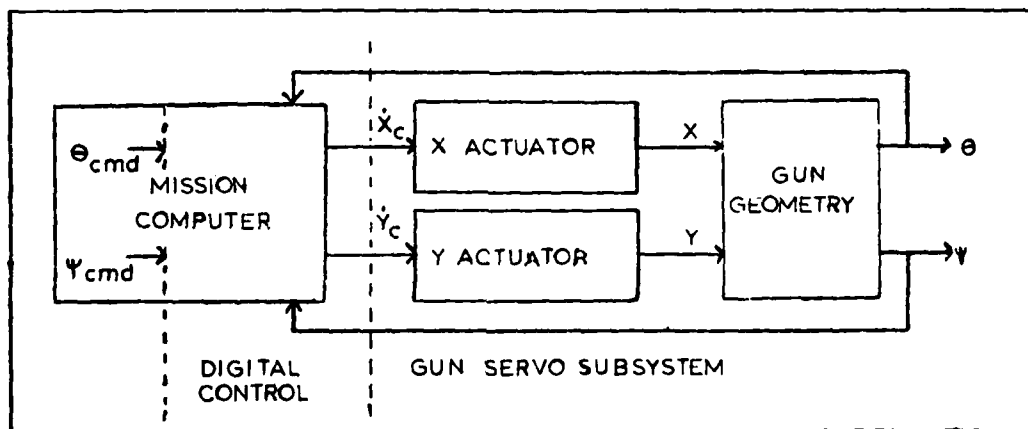 Θcmd
Ψcmd
MISSION
COMPUTER
Ẋc
Ẏc
X ACTUATOR
Y ACTUATOR
X
Y
GUN
GEOMETRY
Θ
Ψ
DIGITAL
CONTROL
GUN SERVO SUBSYSTEM